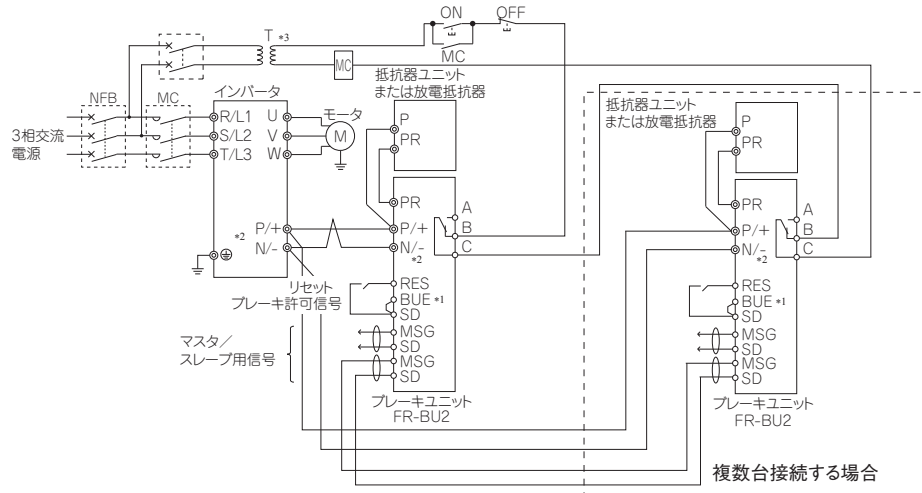 ON
OFF
T *3
MC
MC
抵抗器ユニット
または放電抵抗器
抵抗器ユニット
または放電抵抗器
NFB
MC
インバータ
モータ
3相交流
電源
R/L1
S/L2
T/L3
U
V
W
M
P
PR
P
PR
*2
P/+
N/-
PR
P/+
N/-
*2
A
B
C
PR
P/+
N/-
*2
A
B
C
リセット
ブレーキ許可信号
マスタ/
スレーブ用信号
RES
BUE *1
SD
MSG
SD
MSG
SD
RES
BUE *1
SD
MSG
SD
MSG
SD
ブレーキユニット
FR-BU2
ブレーキユニット
FR-BU2
複数台接続する場合